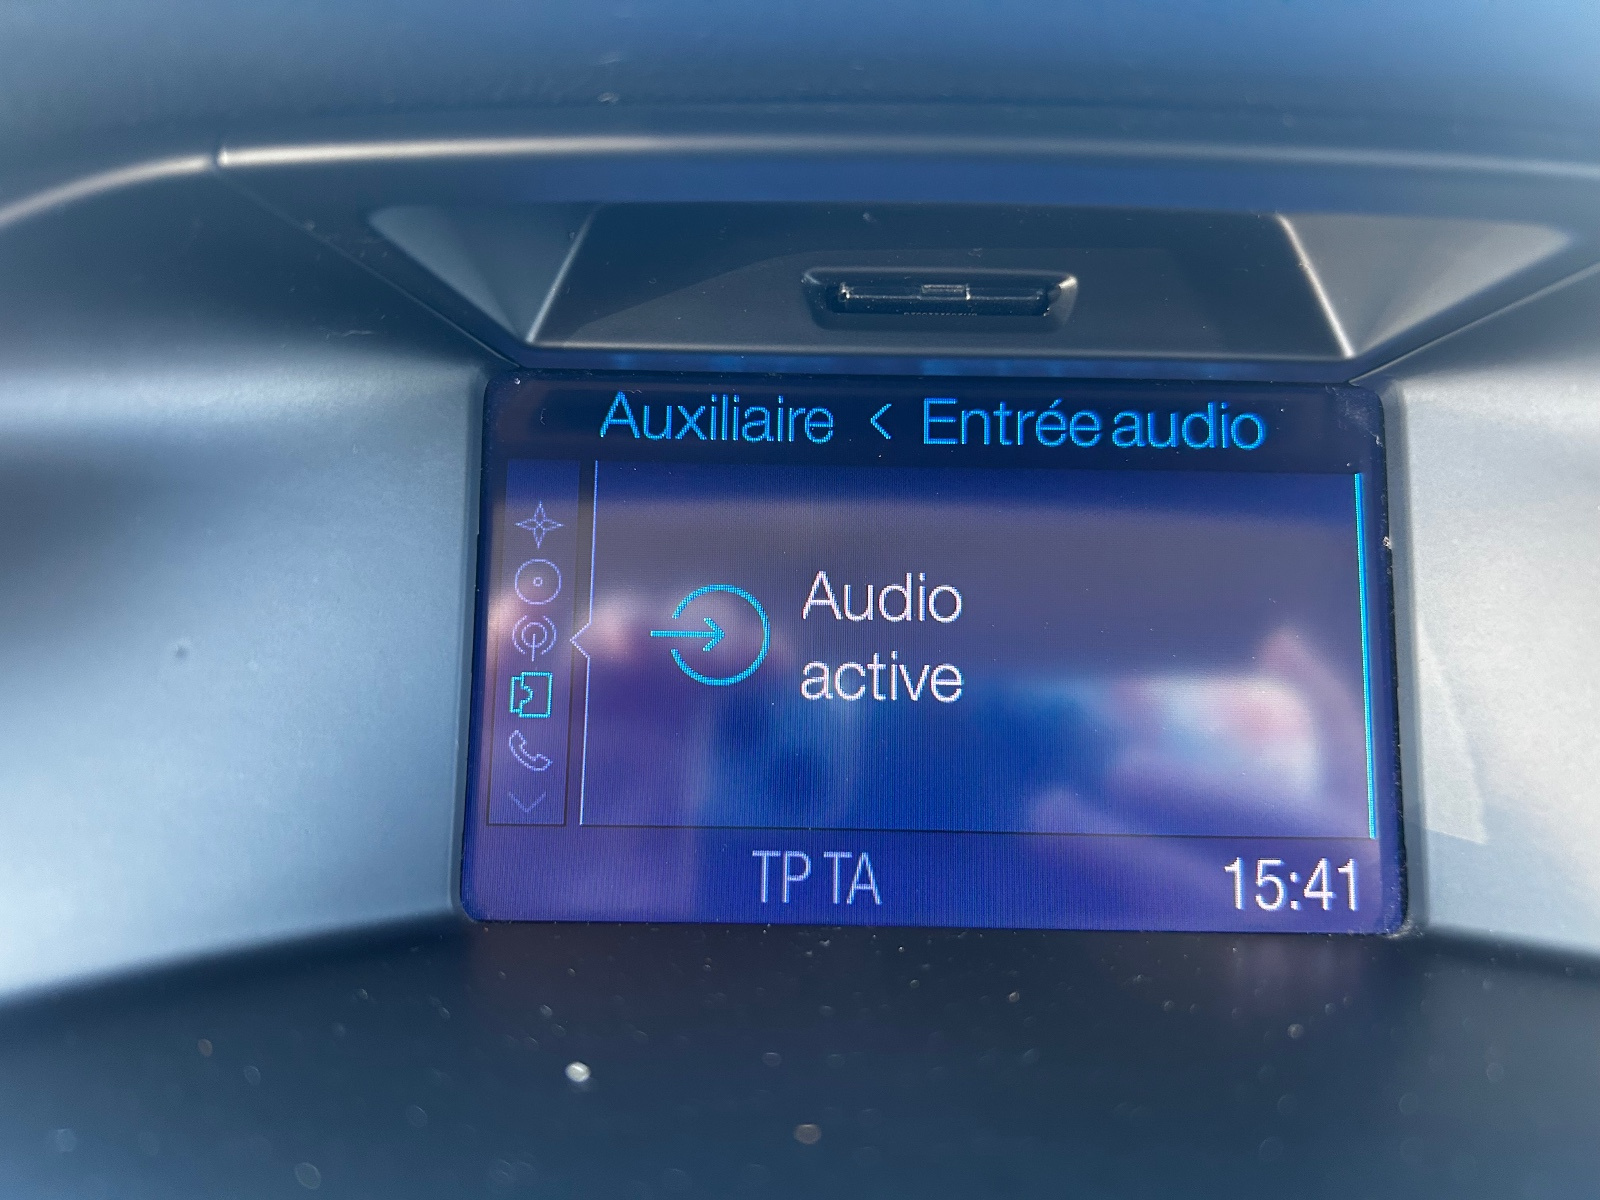 Auxiliaire < Entrée audio
Audio
active
TP TA
15:41